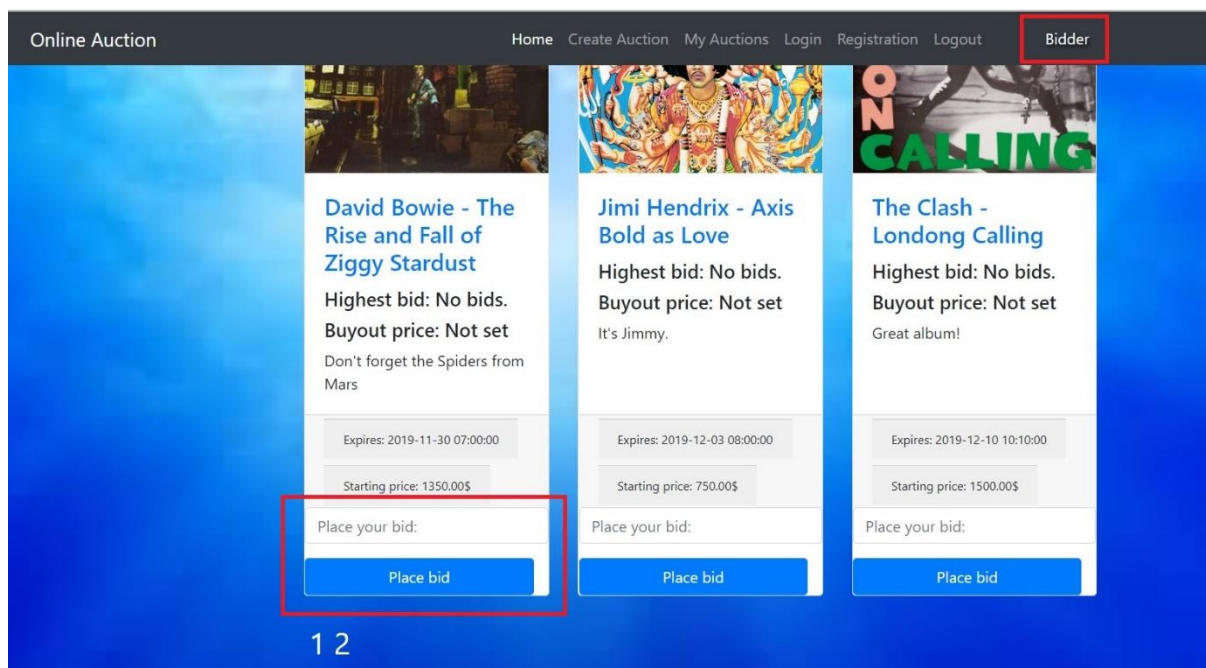 Online Auction
Home Create Auction My Auctions Login Registration Logout
Bidder
ON
CALLING
David Bowie - The
Rise and Fall of
Ziggy Stardust
Highest bid: No bids.
Buyout price: Not set
Don't forget the Spiders from
Mars
Expires: 2019-11-30 07:00:00
Starting price: 1350.00$
Place your bid:
Place bid
Jimi Hendrix - Axis
Bold as Love
Highest bid: No bids.
Buyout price: Not set
It's Jimmy.
Expires: 2019-12-03 08:00:00
Starting price: 750.00$
Place your bid:
Place bid
The Clash -
Londong Calling
Highest bid: No bids.
Buyout price: Not set
Great album!
Expires: 2019-12-10 10:10:00
Starting price: 1500.00$
Place your bid:
Place bid
1 2